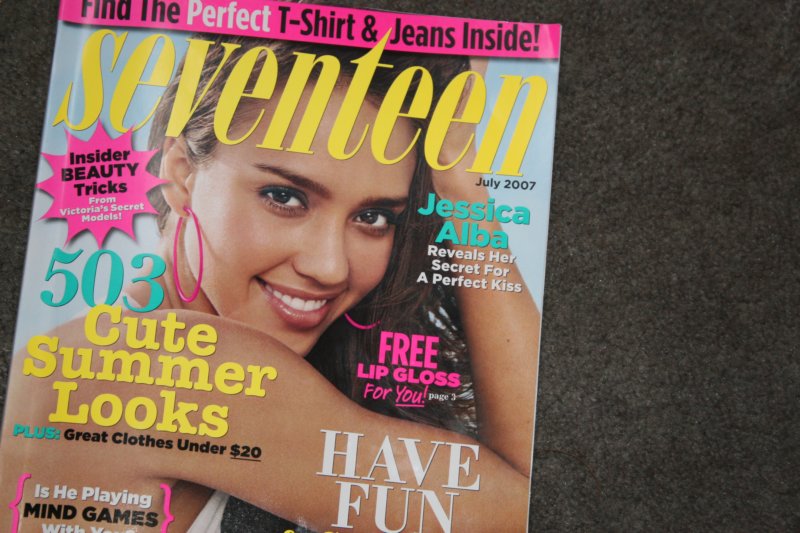 Find The Perfect T-Shirt & Jeans Inside!
seventeen
July 2007
Insider
BEAUTY
Tricks
From
Victoria's Secret
Models!
Jessica
Alba
Reveals Her
Secret For
A Perfect Kiss
503
Cute
Summer
Looks
PLUS: Great Clothes Under $20
FREE
LIP GLOSS
For You! page 3
HAVE
FUN
Is He Playing
MIND GAMES
With You?